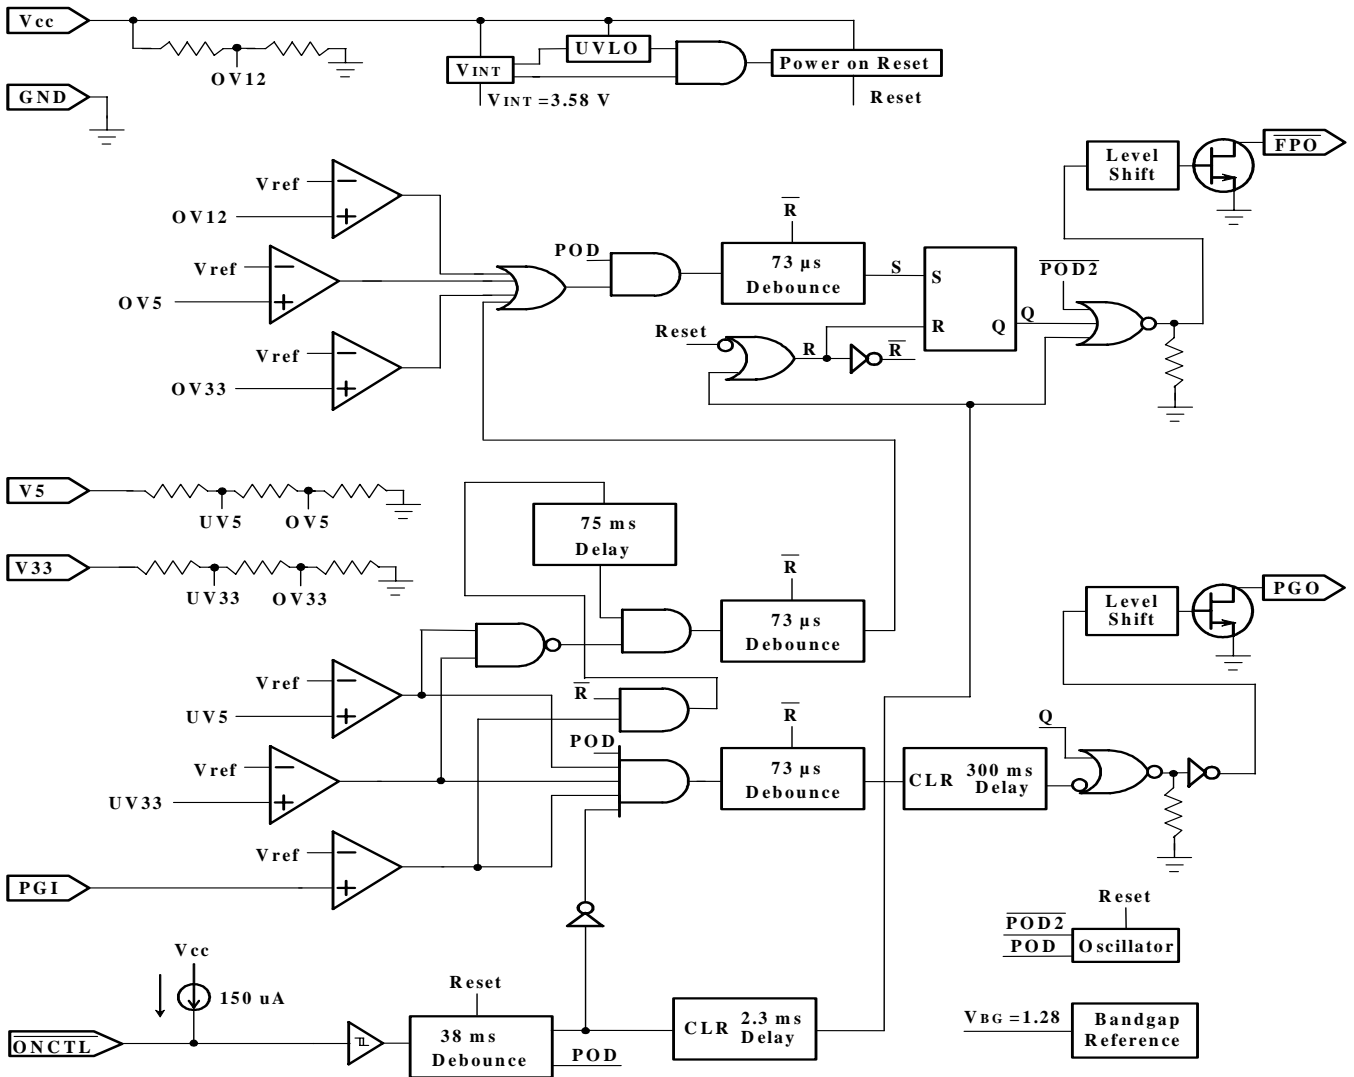 Vcc
UVLO
OV12
VINT
Power on Reset
GND
VINT =3.58 V
Reset
Vref
OV12
Level
Shift
FPO
R
POD
73 µs
Debounce
S
S
POD2
Vref
OV5
Q
Q
Reset
R
R
R
Vref
OV33
V5
UV5
OV5
75 ms
Delay
V33
UV33
OV33
R
73 µs
Debounce
Level
Shift
PGO
Vref
UV5
R
R
Q
POD
Vref
UV33
73 µs
Debounce
CLR
300 ms
Delay
Vref
PGI
Reset
POD2
POD
Oscillator
Vcc
150 uA
Reset
ONCTL
38 ms
Debounce
POD
CLR
2.3 ms
Delay
VBG =1.28
Bandgap
Reference